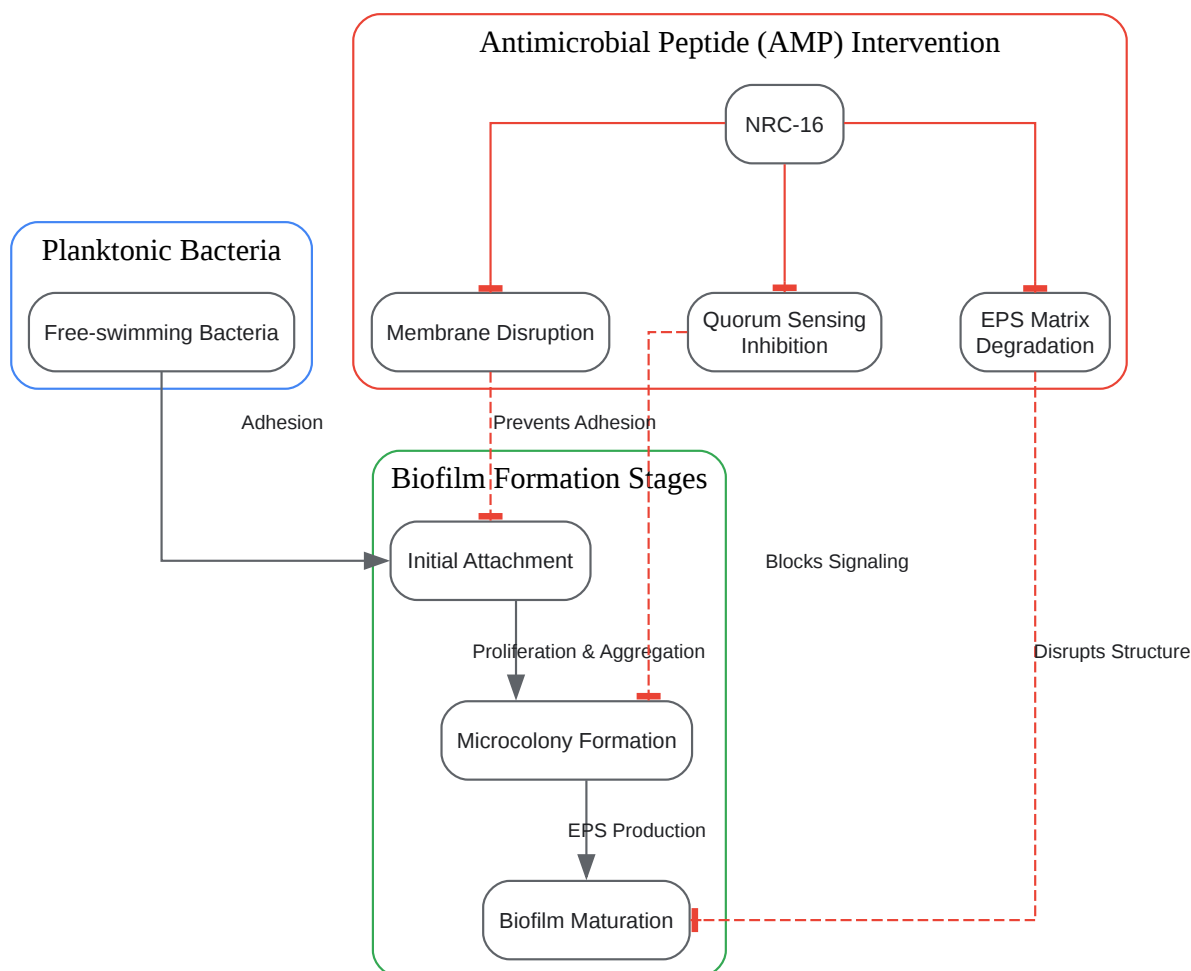 Antimicrobial Peptide (AMP) Intervention
NRC-16
Planktonic Bacteria
Free-swimming Bacteria
Membrane Disruption
Quorum Sensing
Inhibition
EPS Matrix
Degradation
Adhesion
Prevents Adhesion
Biofilm Formation Stages
Initial Attachment
Blocks Signaling
Proliferation & Aggregation
Disrupts Structure
Microcolony Formation
EPS Production
Biofilm Maturation